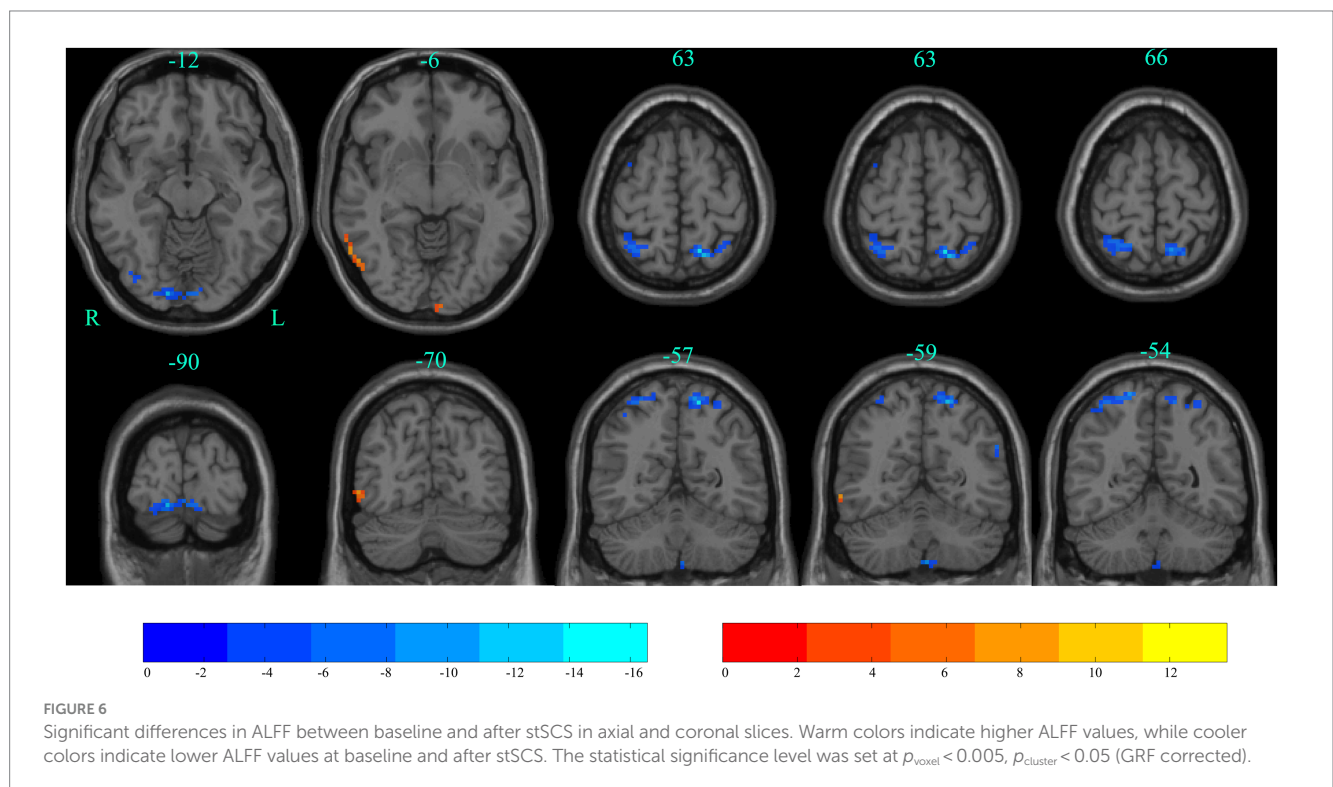 -12 -6 63 63 66
R L
-90 -70 -57 -59 -54
0 -2 -4 -6 -8 -10 -12 -14 -16 0 2 4 6 8 10 12
FIGURE 6
Significant differences in ALFF between baseline and after stSCS in axial and coronal slices. Warm colors indicate higher ALFF values, while cooler
colors indicate lower ALFF values at baseline and after stSCS. The statistical significance level was set at pvoxel < 0.005, pcluster < 0.05 (GRF corrected).